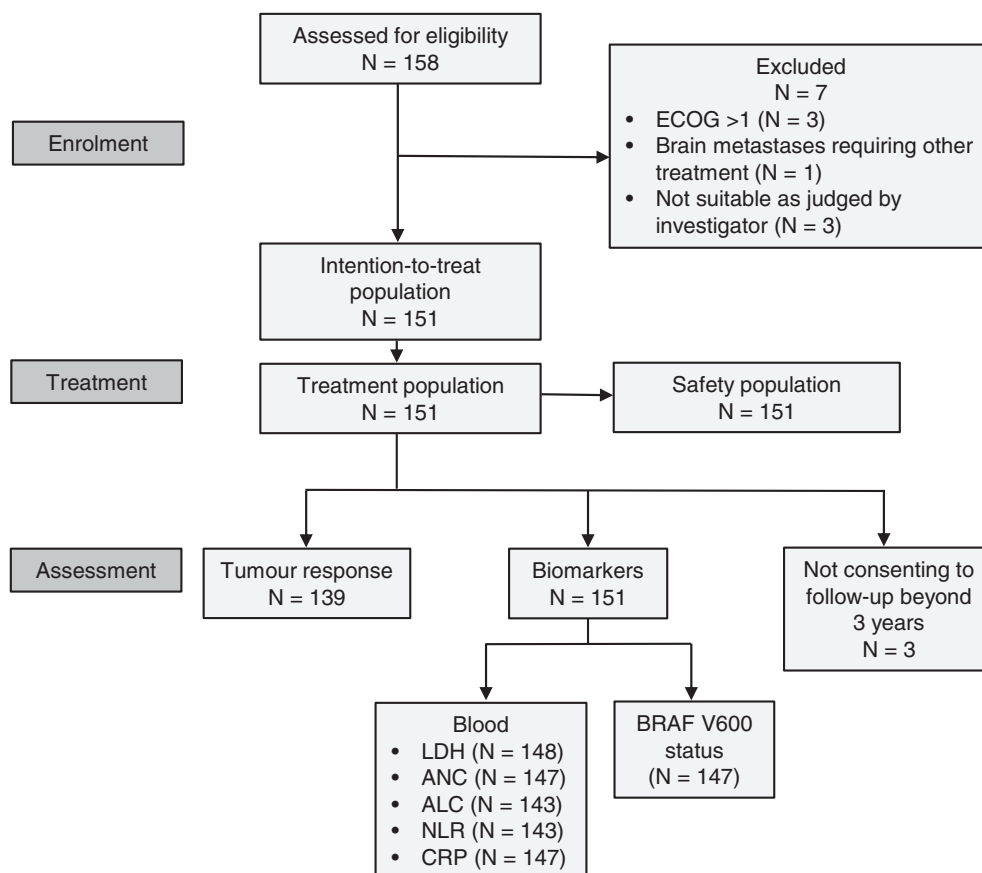 Assessed for eligibility
N = 158
Excluded
N = 7
• ECOG >1 (N = 3)
• Brain metastases requiring other
treatment (N = 1)
• Not suitable as judged by
investigator (N = 3)
Enrolment
Intention-to-treat
population
N = 151
Treatment
Treatment population
N = 151
Safety population
N = 151
Assessment
Tumour response
N = 139
Biomarkers
N = 151
Not consenting to
follow-up beyond
3 years
N = 3
Blood
• LDH (N = 148)
• ANC (N = 147)
• ALC (N = 143)
• NLR (N = 143)
• CRP (N = 147)
BRAF V600
status
(N = 147)